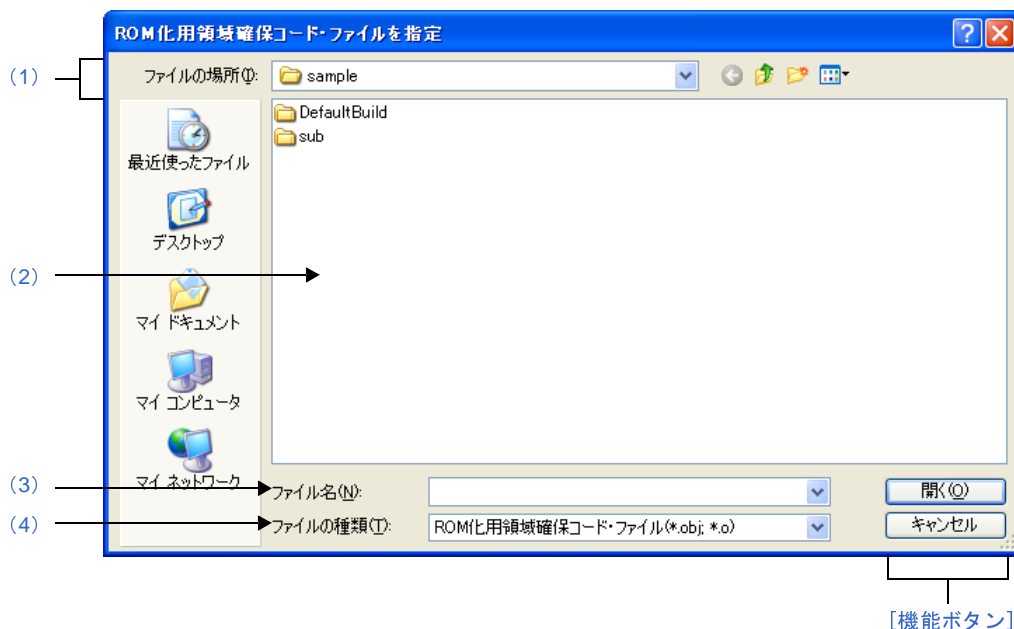 ROM化用領域確保コード・ファイルを指定
(1)
ファイルの場所(I):
sample
DefaultBuild
sub
最近使ったファイル
デスクトップ
(2)
マイ ドキュメント
マイ コンピュータ
マイ ネットワーク
(3)
ファイル名(N):
開く(O)
(4)
ファイルの種類(T):
ROM化用領域確保コード・ファイル(*.obj; *.o)
キャンセル
[機能ボタン]